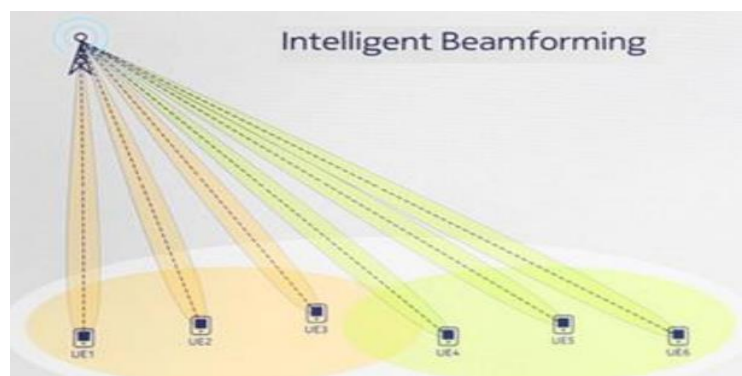 Intelligent Beamforming
UE1
UE2
UE3
UE4
UE5
UE6